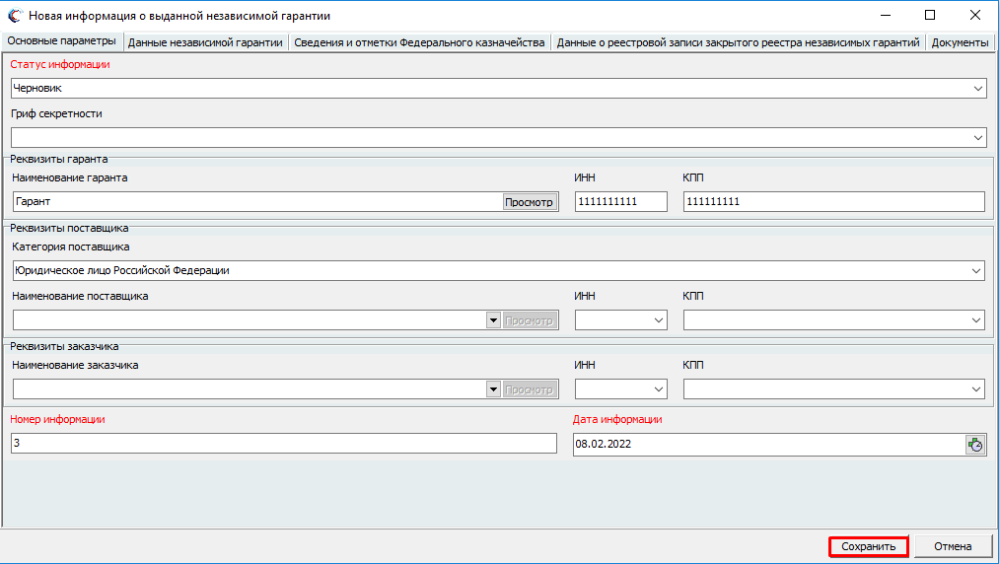 Новая информация о выданной независимой гарантии
Основные параметры Данные независимой гарантии Сведения и отметки Федерального казначейства Данные о реестровой записи закрытого реестра независимых гарантий Документы
Статус информации
Черновик
Гриф секретности
Реквизиты гаранта
Наименование гаранта ИНН КПП
Гарант Просмотр 1111111111 111111111
Реквизиты поставщика
Категория поставщика
Юридическое лицо Российской Федерации
Наименование поставщика ИНН КПП
Просмотр
Реквизиты заказчика
Наименование заказчика ИНН КПП
Просмотр
Номер информации Дата информации
3 08.02.2022
Сохранить Отмена